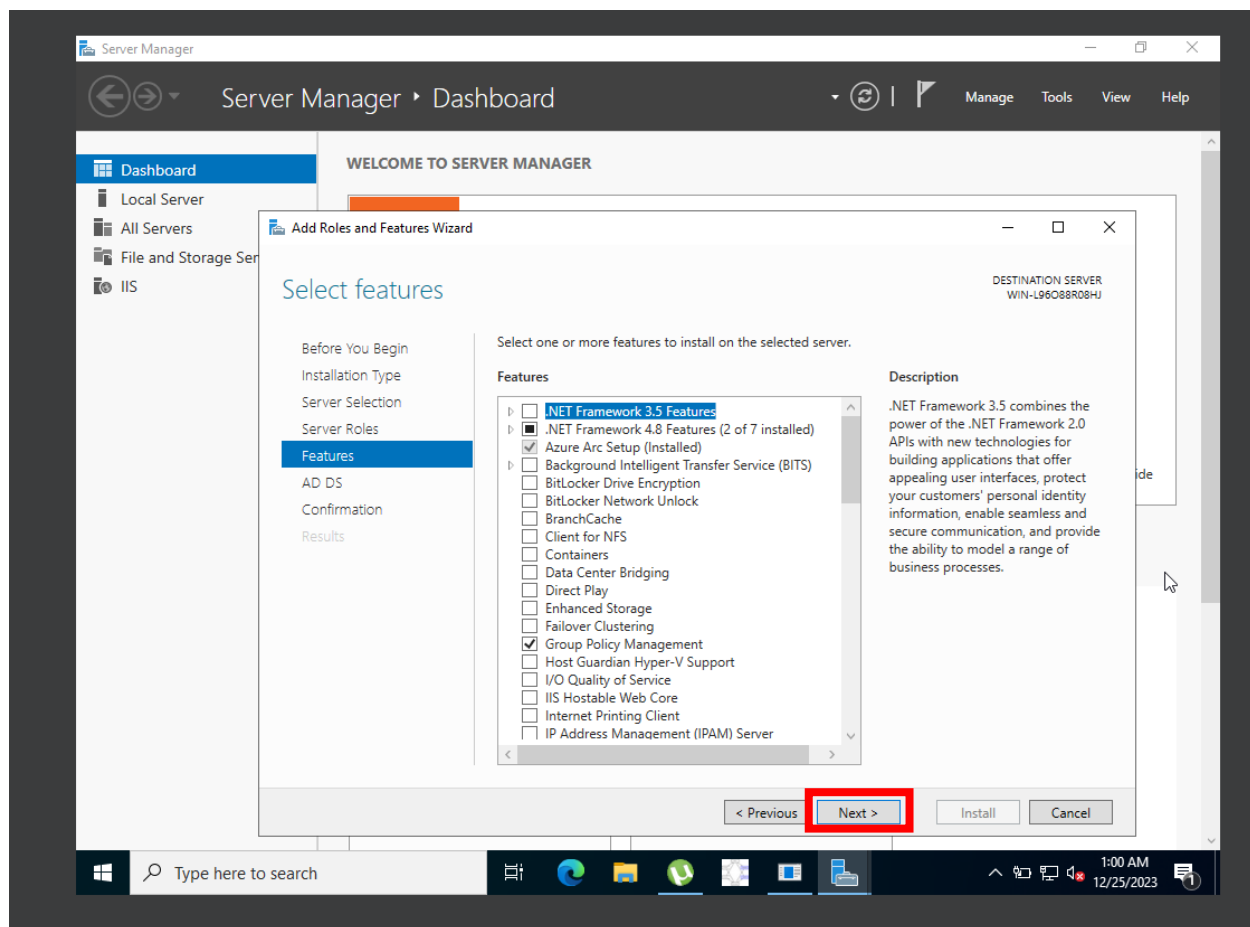 Server Manager
Server Manager ‣ Dashboard
Manage Tools View Help
Dashboard
Local Server
All Servers
File and Storage Ser
IIS
WELCOME TO SERVER MANAGER
Add Roles and Features Wizard
Select features
DESTINATION SERVER
WIN-L96O88R08HJ
Before You Begin
Installation Type
Server Selection
Server Roles
Features
AD DS
Confirmation
Results
Select one or more features to install on the selected server.
Features
.NET Framework 3.5 Features
.NET Framework 4.8 Features (2 of 7 installed)
Azure Arc Setup (Installed)
Background Intelligent Transfer Service (BITS)
BitLocker Drive Encryption
BitLocker Network Unlock
BranchCache
Client for NFS
Containers
Data Center Bridging
Direct Play
Enhanced Storage
Failover Clustering
Group Policy Management
Host Guardian Hyper-V Support
I/O Quality of Service
IIS Hostable Web Core
Internet Printing Client
IP Address Management (IPAM) Server
Description
.NET Framework 3.5 combines the
power of the .NET Framework 2.0
APIs with new technologies for
building applications that offer
appealing user interfaces, protect
your customers' personal identity
information, enable seamless and
secure communication, and provide
the ability to model a range of
business processes.
ide
< Previous Next > Install Cancel
Type here to search
1:00 AM
12/25/2023
1